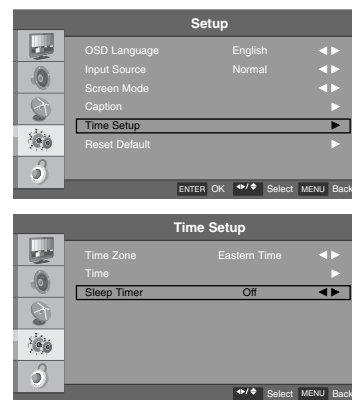 Setup
OSD Language English
Input Source Normal
Screen Mode
Caption
Time Setup
Reset Default
ENTER OK Select MENU Back
Time Setup
Time Zone Eastern Time
Time
Sleep Timer Off
Select MENU Back